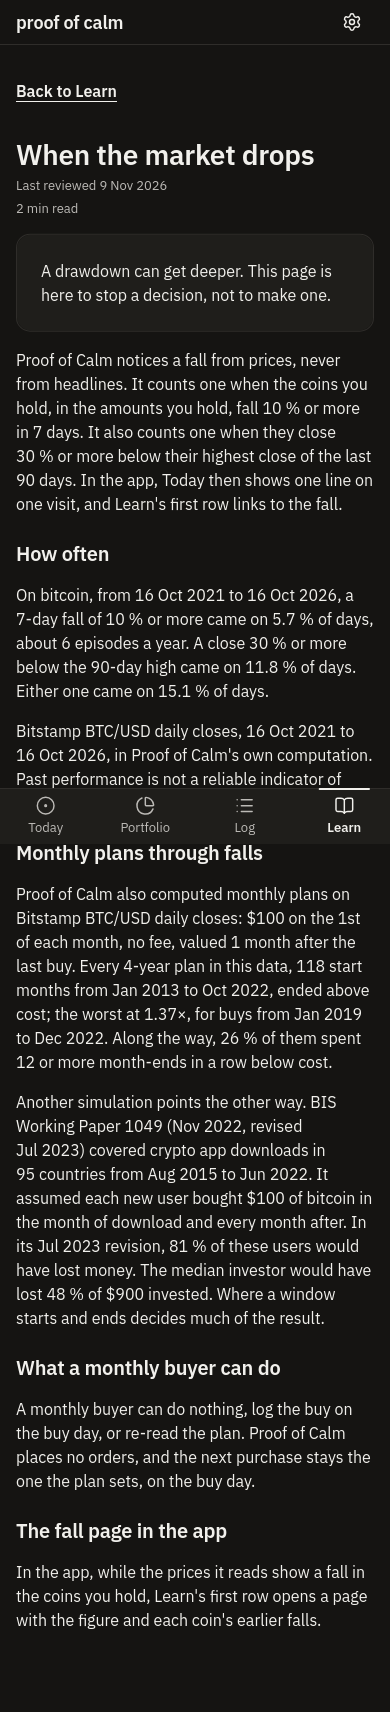 proof of calm
Back to Learn
When the market drops
Last reviewed 9 Nov 2026
2 min read
A drawdown can get deeper. This page is
here to stop a decision, not to make one.
Proof of Calm notices a fall from prices, never
from headlines. It counts one when the coins you
hold, in the amounts you hold, fall 10 % or more
in 7 days. It also counts one when they close
30 % or more below their highest close of the last
90 days. In the app, Today then shows one line on
one visit, and Learn's first row links to the fall.
How often
On bitcoin, from 16 Oct 2021 to 16 Oct 2026, a
7-day fall of 10 % or more came on 5.7 % of days,
about 6 episodes a year. A close 30 % or more
below the 90-day high came on 11.8 % of days.
Either one came on 15.1 % of days.
Bitstamp BTC/USD daily closes, 16 Oct 2021 to
16 Oct 2026, in Proof of Calm's own computation.
Past performance is not a reliable indicator of
Today
Portfolio
Log
Learn
Monthly plans through falls
Proof of Calm also computed monthly plans on
Bitstamp BTC/USD daily closes: $100 on the 1st
of each month, no fee, valued 1 month after the
last buy. Every 4-year plan in this data, 118 start
months from Jan 2013 to Oct 2022, ended above
cost; the worst at 1.37×, for buys from Jan 2019
to Dec 2022. Along the way, 26 % of them spent
12 or more month-ends in a row below cost.
Another simulation points the other way. BIS
Working Paper 1049 (Nov 2022, revised
Jul 2023) covered crypto app downloads in
95 countries from Aug 2015 to Jun 2022. It
assumed each new user bought $100 of bitcoin in
the month of download and every month after. In
its Jul 2023 revision, 81 % of these users would
have lost money. The median investor would have
lost 48 % of $900 invested. Where a window
starts and ends decides much of the result.
What a monthly buyer can do
A monthly buyer can do nothing, log the buy on
the buy day, or re-read the plan. Proof of Calm
places no orders, and the next purchase stays the
one the plan sets, on the buy day.
The fall page in the app
In the app, while the prices it reads show a fall in
the coins you hold, Learn's first row opens a page
with the figure and each coin's earlier falls.